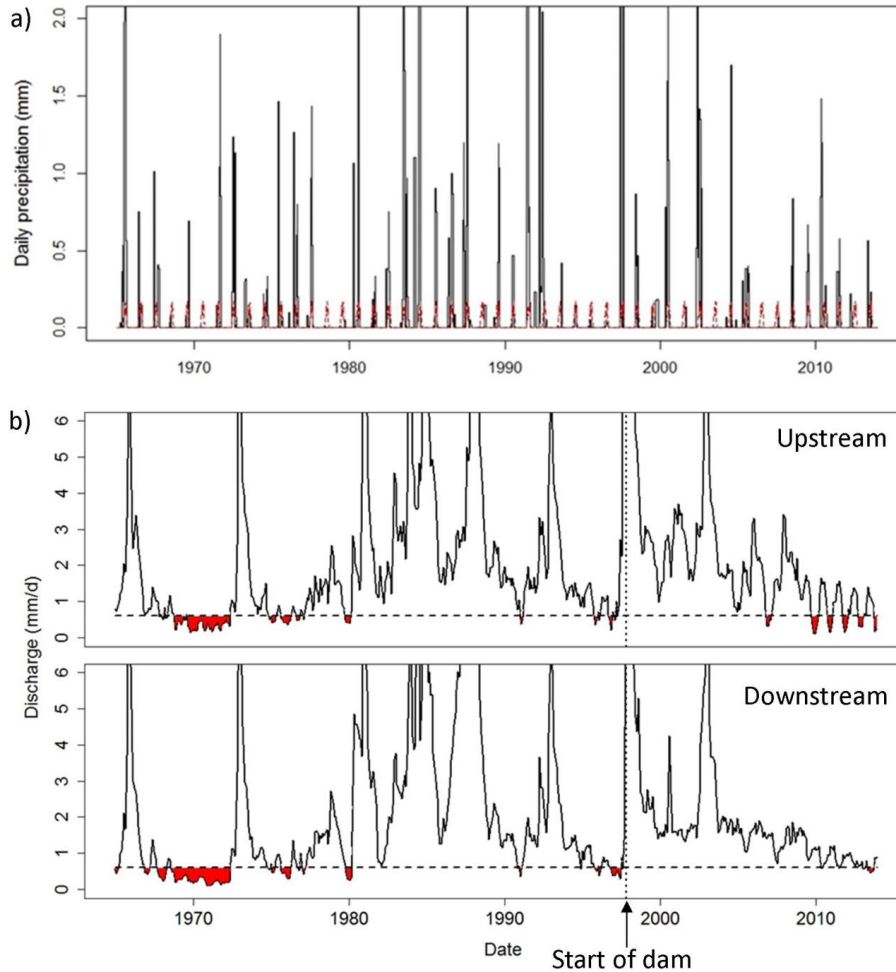 a)
Daily precipitation (mm)
2.0
1.5
1.0
0.5
0.0
1970 1980 1990 2000 2010
b)
Discharge (mm/d)
Upstream
6
5
4
3
2
1
0
Downstream
6
5
4
3
2
1
0
1970 1980 1990 2000 2010
Date
Start of dam